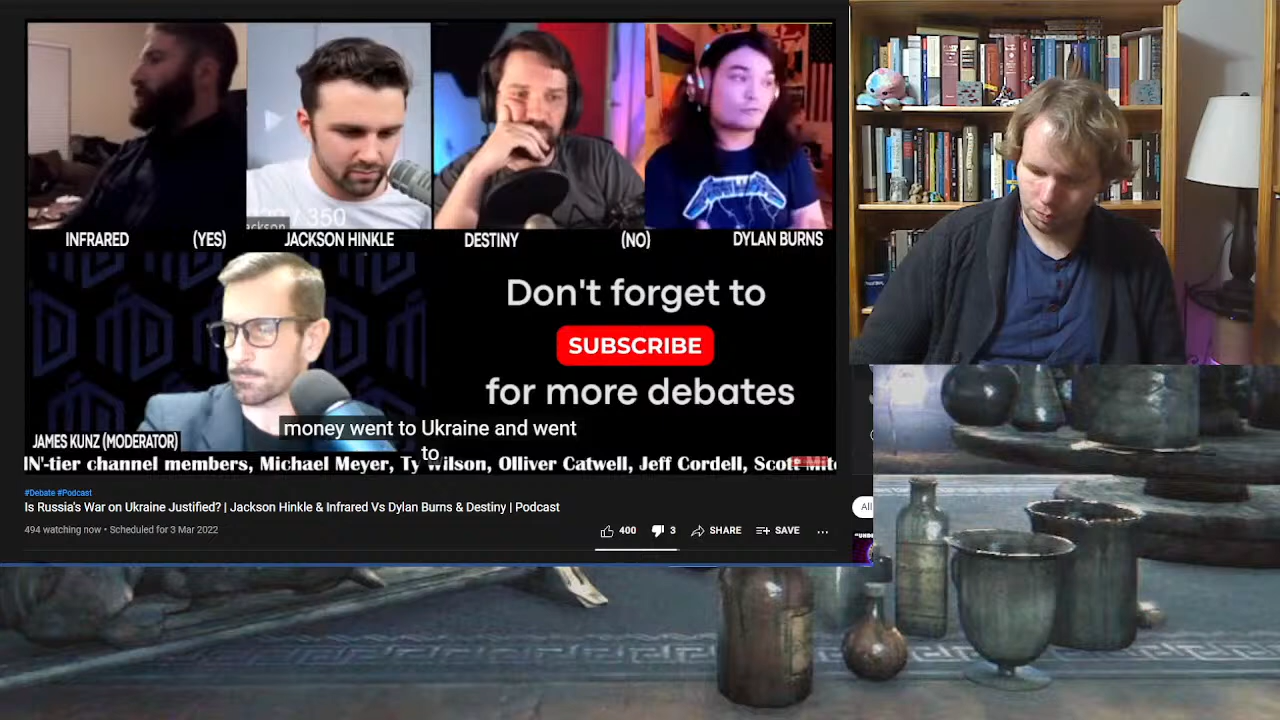 / 350
INFRARED
(YES)
JACKSON HINKLE
DESTINY
(NO)
DYLAN BURNS
Don't forget to
SUBSCRIBE
for more debates
money went to Ukraine and went
to
JAMES KUNZ (MODERATOR)
N'-tier channel members, Michael Meyer, Ty Wilson, Olliver Catwell, Jeff Cordell, Scott
#Debate #Podcast
Is Russia's War on Ukraine Justified? | Jackson Hinkle & Infrared Vs Dylan Burns & Destiny | Podcast
494 watching now • Scheduled for 3 Mar 2022
400
3
SHARE
SAVE
...
All